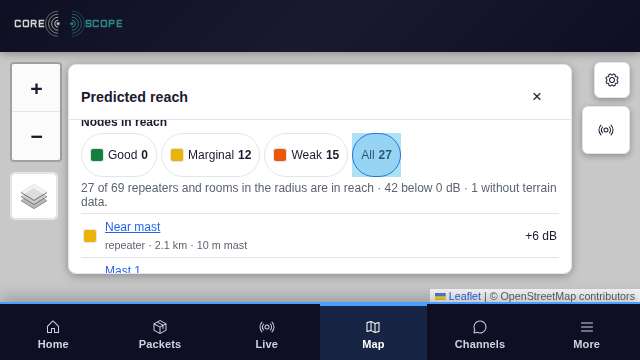 CORE SCOPE
+
−
Predicted reach
×
Nodes in reach
Good 0
Marginal 12
Weak 15
All 27
27 of 69 repeaters and rooms in the radius are in reach · 42 below 0 dB · 1 without terrain
data.
Near mast
repeater · 2.1 km · 10 m mast
+6 dB
Mast 1
Leaflet | © OpenStreetMap contributors
Home
Packets
Live
Map
Channels
More